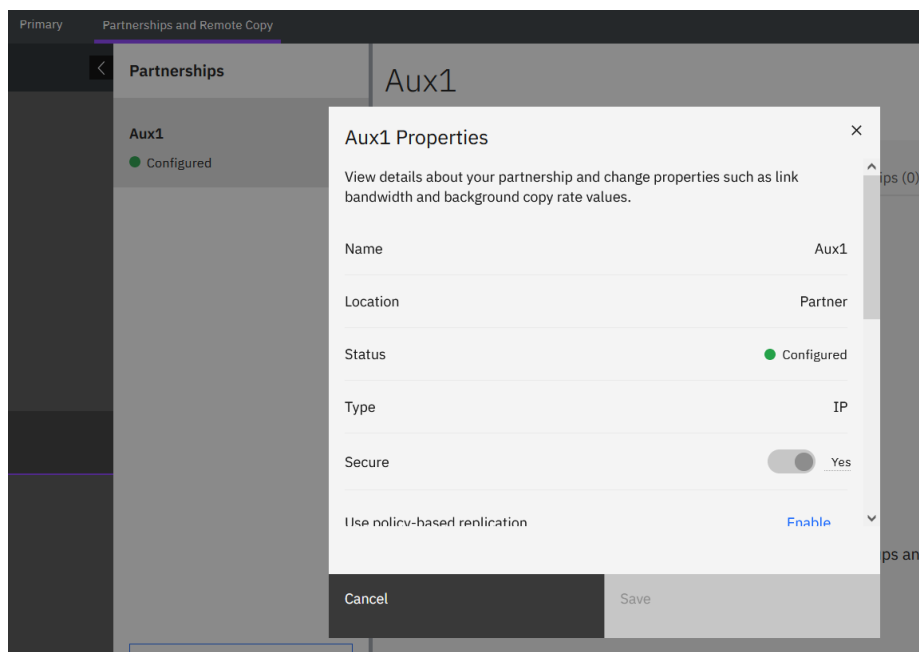 Primary
Partnerships and Remote Copy
Partnerships
Aux1
Aux1
Configured
Aux1 Properties
View details about your partnership and change properties such as link
bandwidth and background copy rate values.
Name Aux1
Location Partner
Status Configured
Type IP
Secure Yes
Use policy-based replication Enable
Cancel
Save
(0)
an